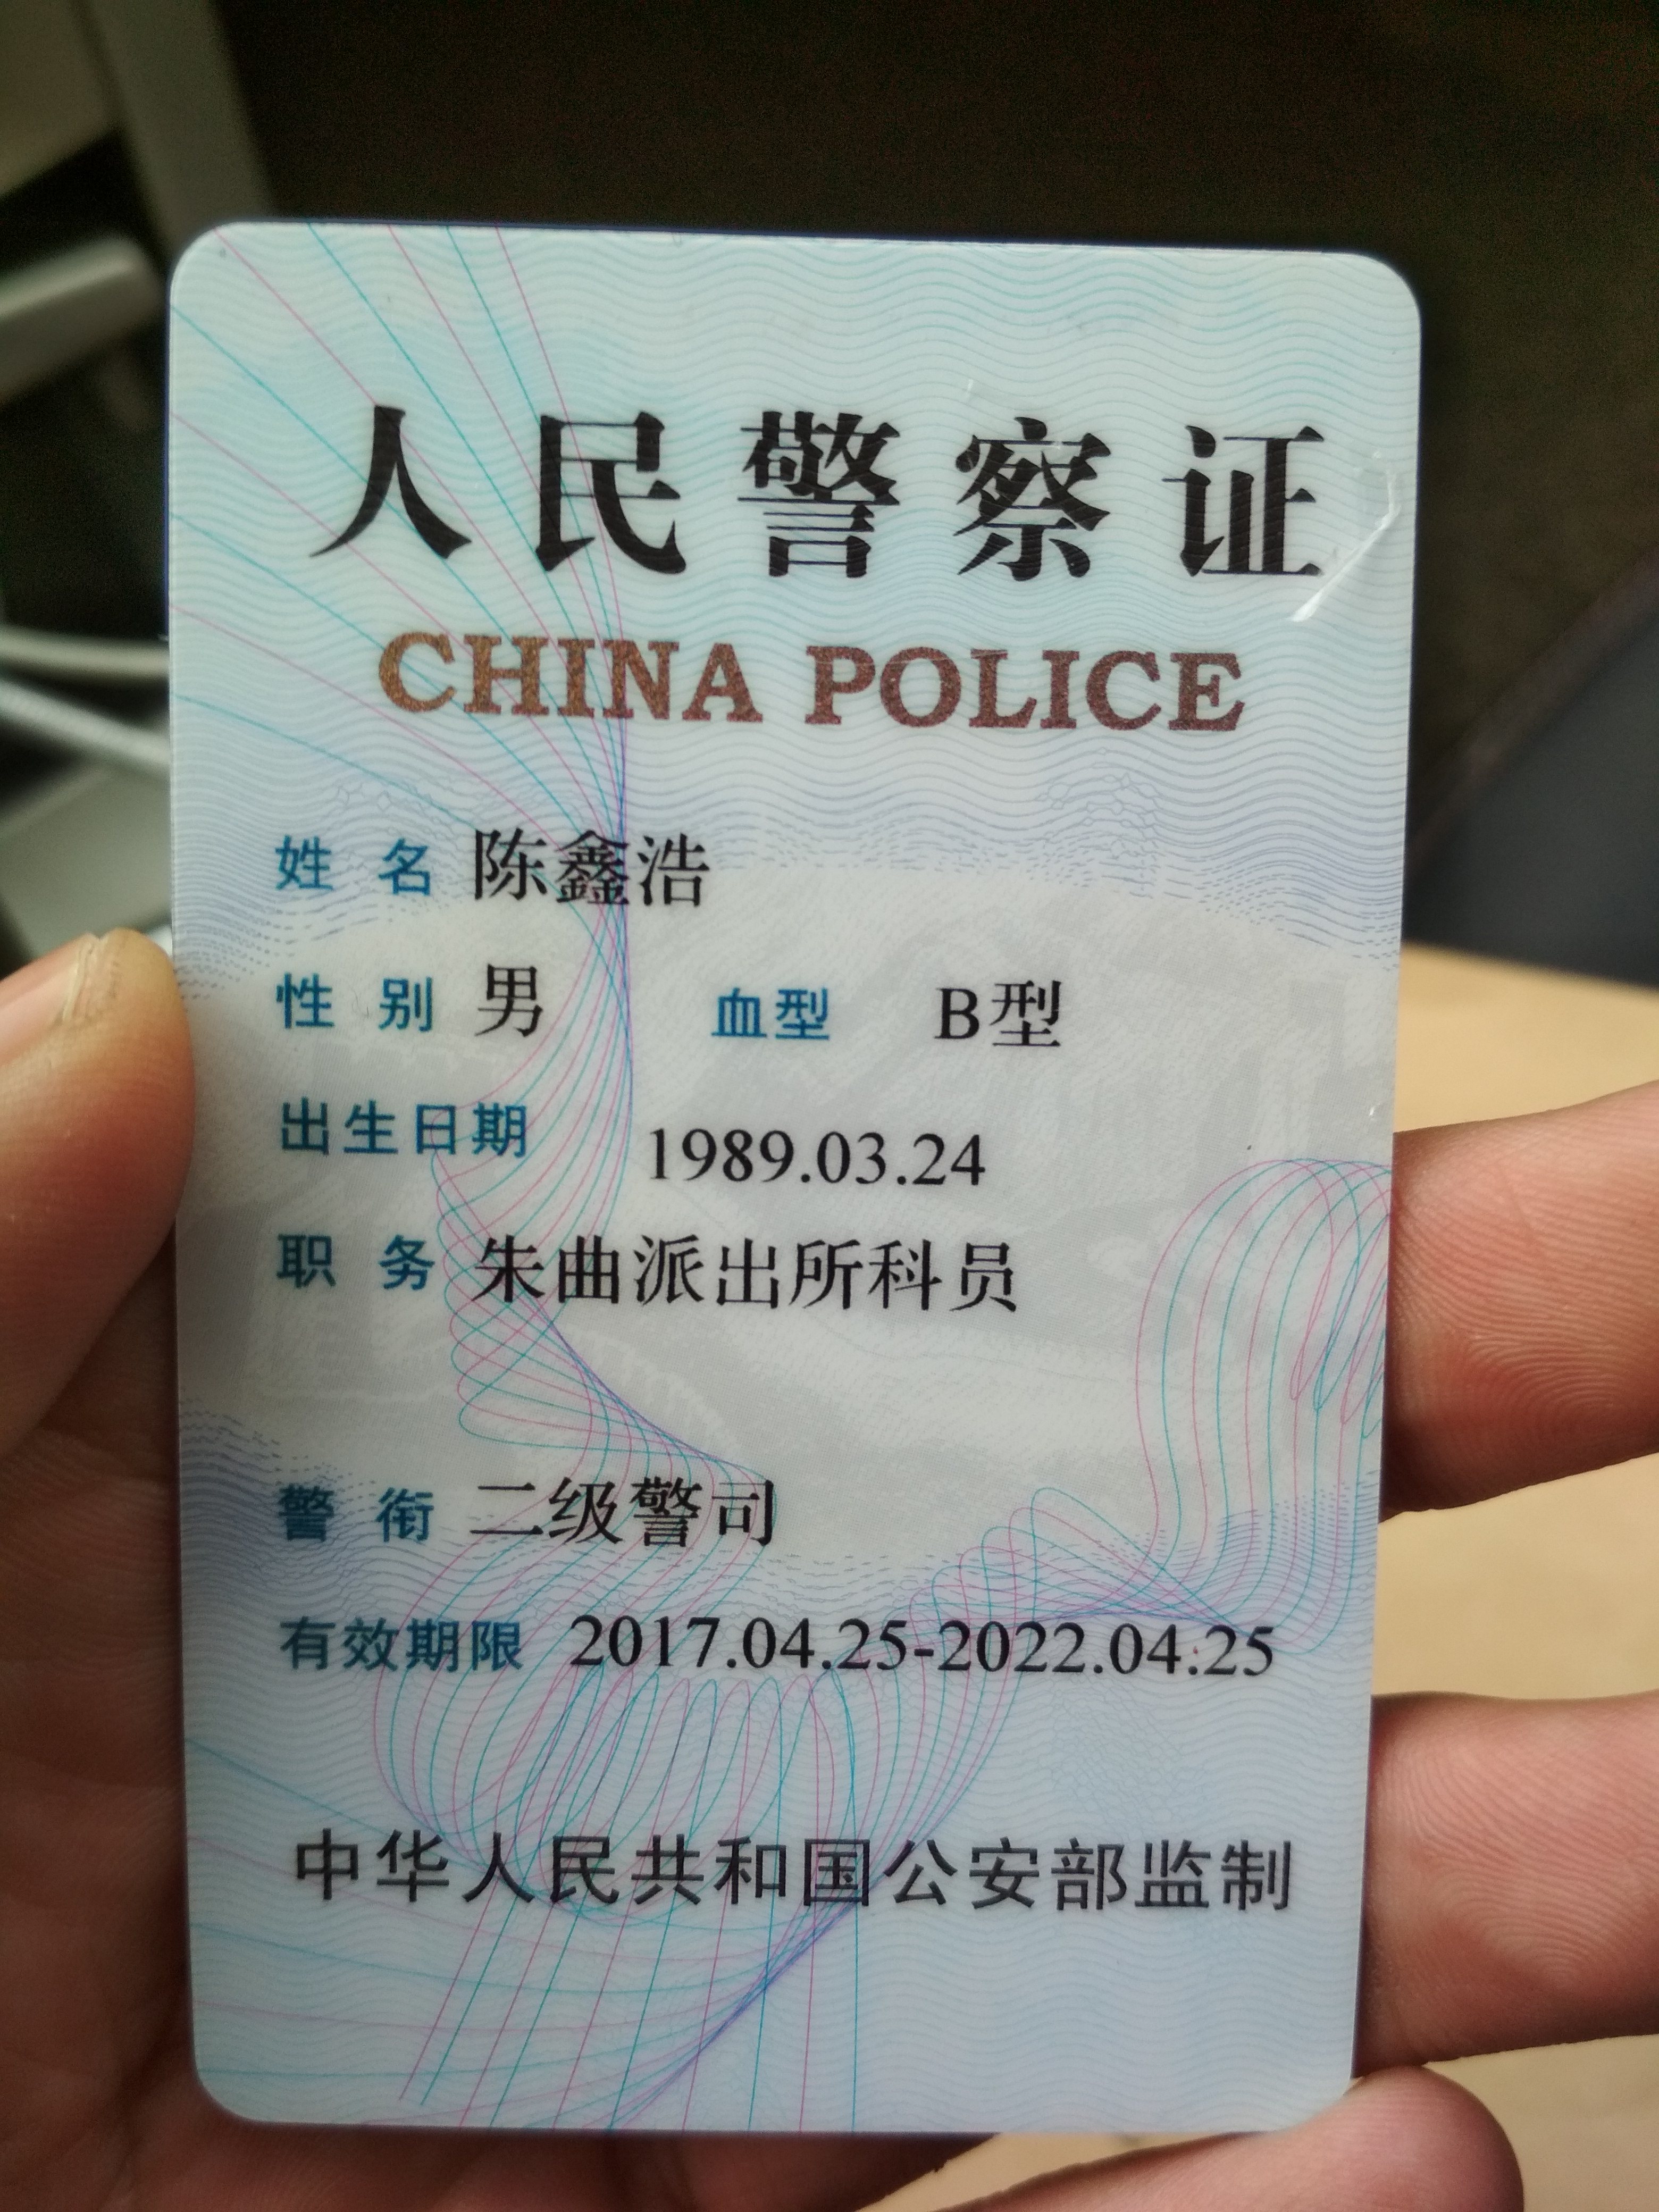 人民警察证
CHINA POLICE
姓 名 陈鑫浩
性 别 男 血型 B型
出生日期 1989.03.24
职 务 朱曲派出所科员
警 衔 二级警司
有效期限 2017.04.25-2022.04.25
中华人民共和国公安部监制